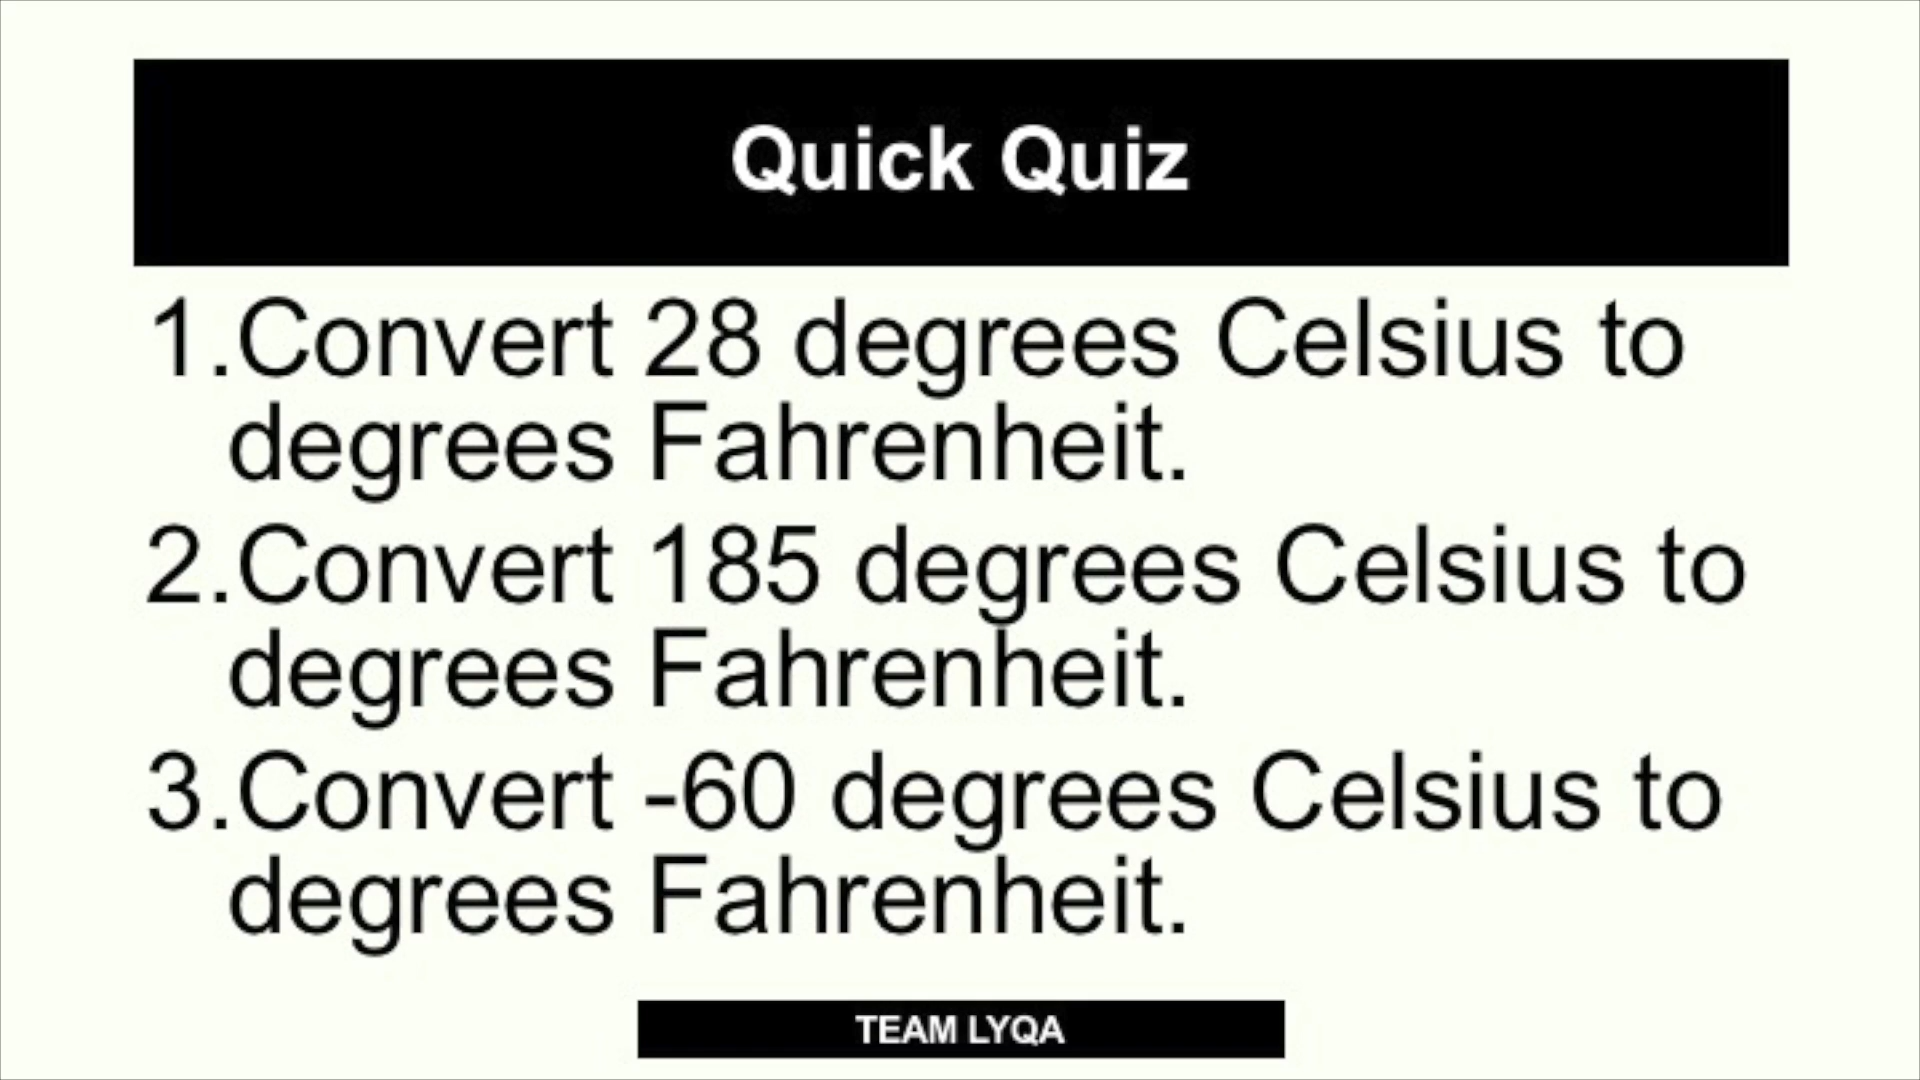 Quick Quiz
1.Convert 28 degrees Celsius to
degrees Fahrenheit.
2.Convert 185 degrees Celsius to
degrees Fahrenheit.
3.Convert -60 degrees Celsius to
degrees Fahrenheit.
TEAM LYQA